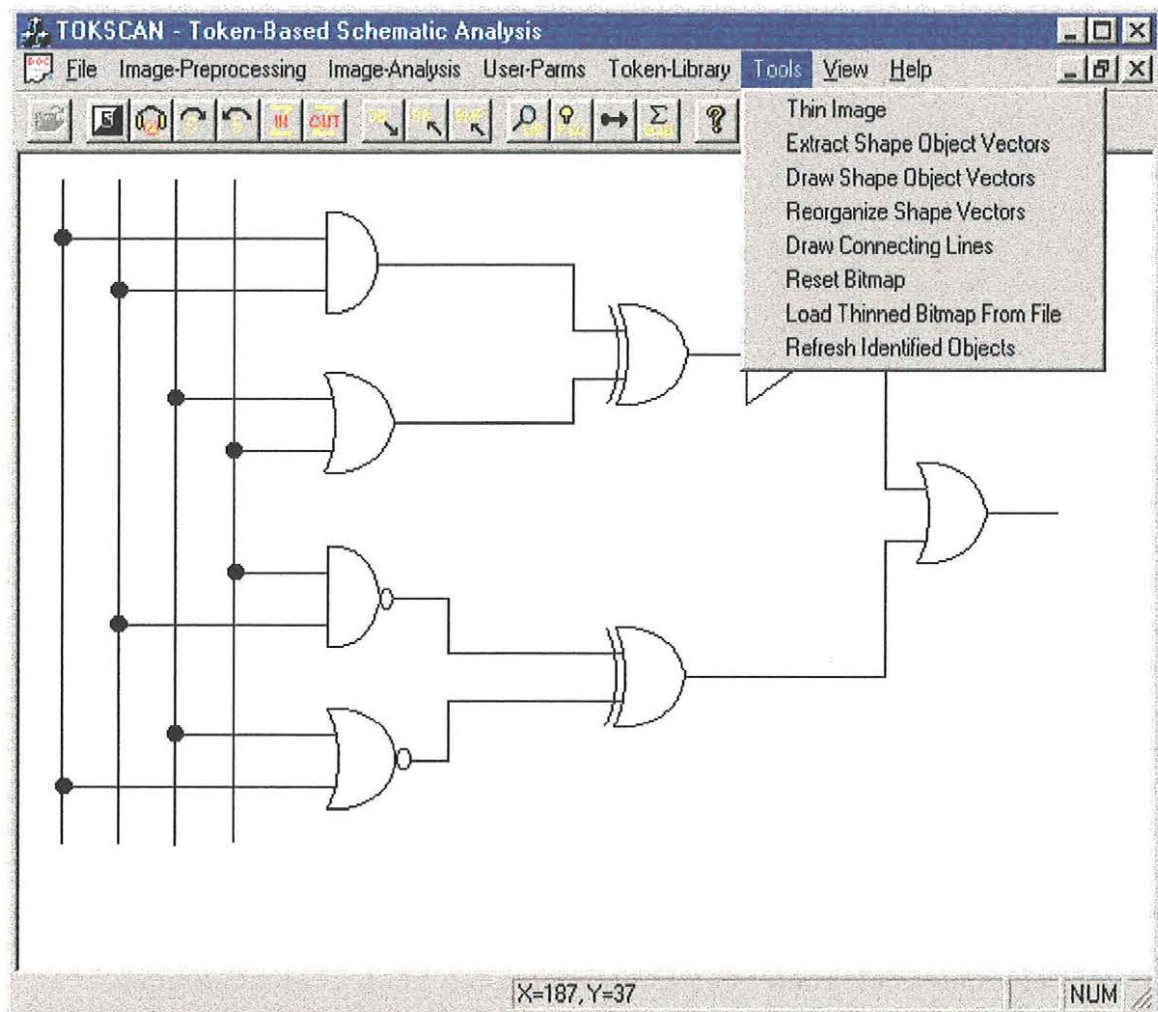 TOKSCAN - Token-Based Schematic Analysis
File Image-Preprocessing Image-Analysis User-Parms Token-Library Tools View Help
IN OUT ?
Thin Image
Extract Shape Object Vectors
Draw Shape Object Vectors
Reorganize Shape Vectors
Draw Connecting Lines
Reset Bitmap
Load Thinned Bitmap From File
Refresh Identified Objects
X=187, Y=37 NUM